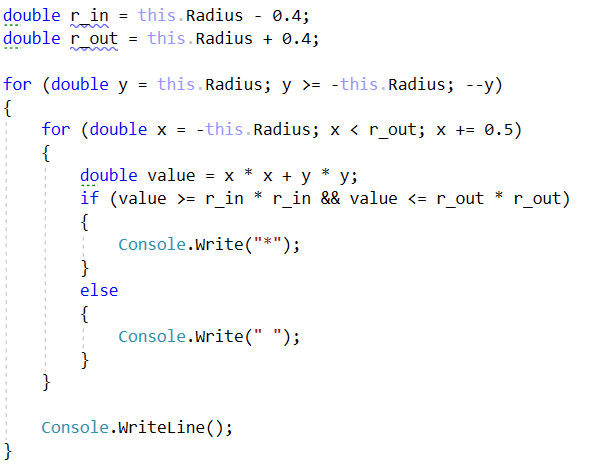 double r_in = this.Radius - 0.4;
double r_out = this.Radius + 0.4;

for (double y = this.Radius; y >= -this.Radius; --y)
{
    for (double x = -this.Radius; x < r_out; x += 0.5)
    {
        double value = x * x + y * y;
        if (value >= r_in * r_in && value <= r_out * r_out)
        {
            Console.Write("*");
        }
        else
        {
            Console.Write(" ");
        }
    }

    Console.WriteLine();
}